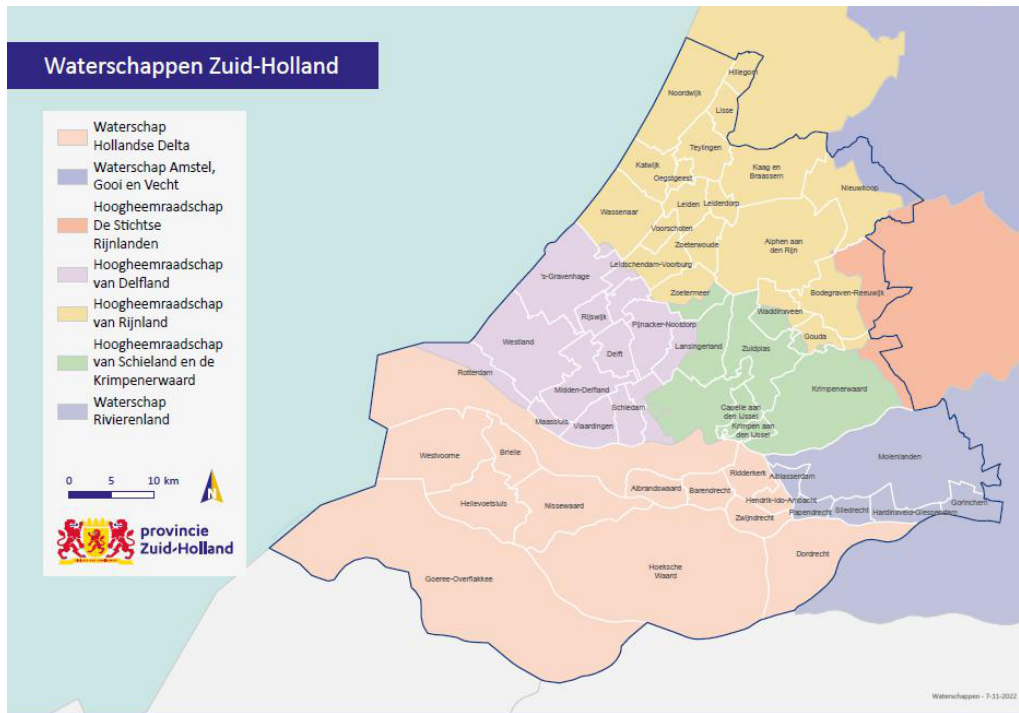 Waterschappen Zuid-Holland
Waterschap
Hollandse Delta
Waterschap Amstel,
Gooi en Vecht
Hoogheemraadschap
De Stichtse
Rijnlanden
Hoogheemraadschap
van Delfland
Hoogheemraadschap
van Rijnland
Hoogheemraadschap
van Schieland en de
Krimpenerwaard
Waterschap
Rivierenland
0 5 10 km
N
provincie
Zuid-Holland
Hillegom
Noordwijk
Lisse
Teylingen
Katwijk
Oegstgeest
Kaag en
Braassem
Nieuwkoop
Wassenaar
Leiden
Leiderdorp
Voorschoten
Zoeterwoude
Alphen aan
den Rijn
Leidschendam-Voorburg
's-Gravenhage
Zoetermeer
Bodegraven-Reeuwijk
Waddinxveen
Rijswijk
Pijnacker-Nootdorp
Gouda
Westland
Delft
Lansingerland
Zuidplas
Rotterdam
Midden-Delfland
Krimpenerwaard
Schiedam
Capelle aan
den IJssel
Maassluis
Vlaardingen
Krimpen aan
den IJssel
Westvoorne
Brielle
Molenlanden
Ridderkerk
Alblasserdam
Albrandswaard
Barendrecht
Hellevoetsluis
Nissewaard
Hendrik-Ido-Ambacht
Papendrecht
Sliedrecht
Hardinxveld-Giessendam
Gorinchem
Zwijndrecht
Dordrecht
Hoeksche
Waard
Goeree-Overflakkee
Waterschappen - 7-11-2022